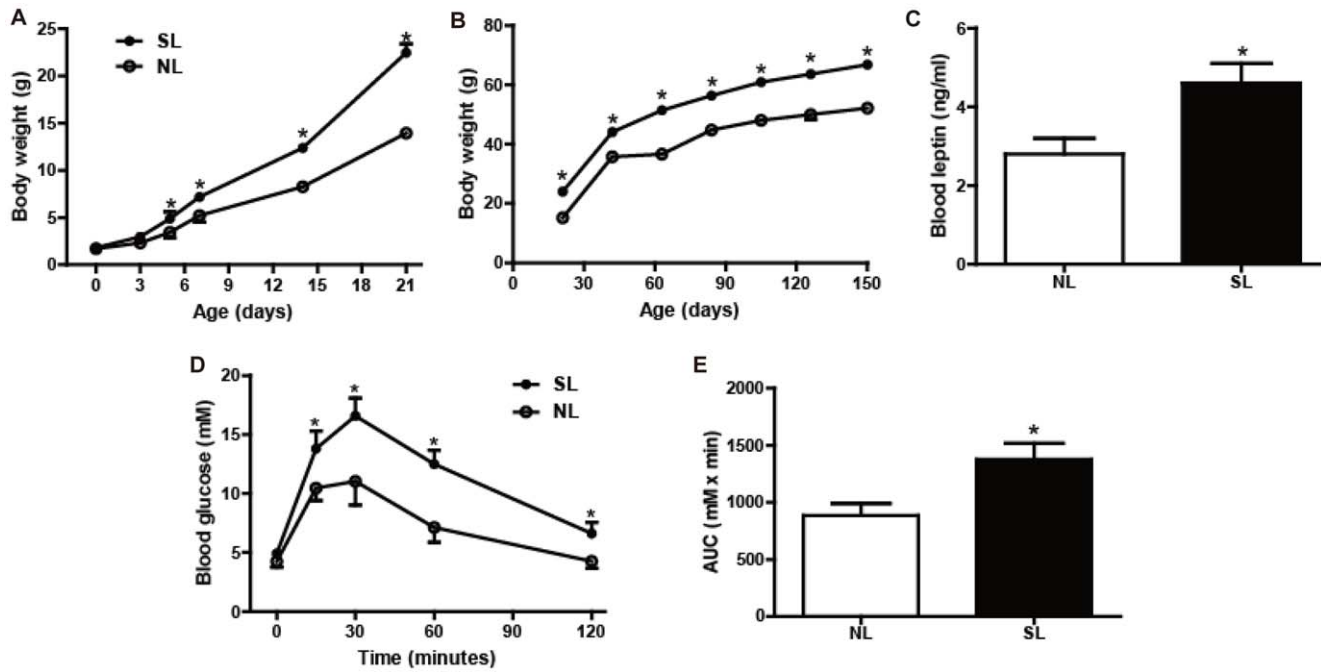 A
25
20
15
10
5
0
Body weight (g)
SL
NL
*
*
*
*
0 3 6 9 12 15 18 21
Age (days)
B
80
60
40
20
0
Body weight (g)
*
*
*
*
*
*
*
0 30 60 90 120 150
Age (days)
C
6
4
2
0
Blood leptin (ng/ml)
*
NL SL
D
20
15
10
5
0
Blood glucose (mM)
SL
NL
*
*
*
*
0 30 60 90 120
Time (minutes)
E
2000
1500
1000
500
0
AUC (mM x min)
*
NL SL